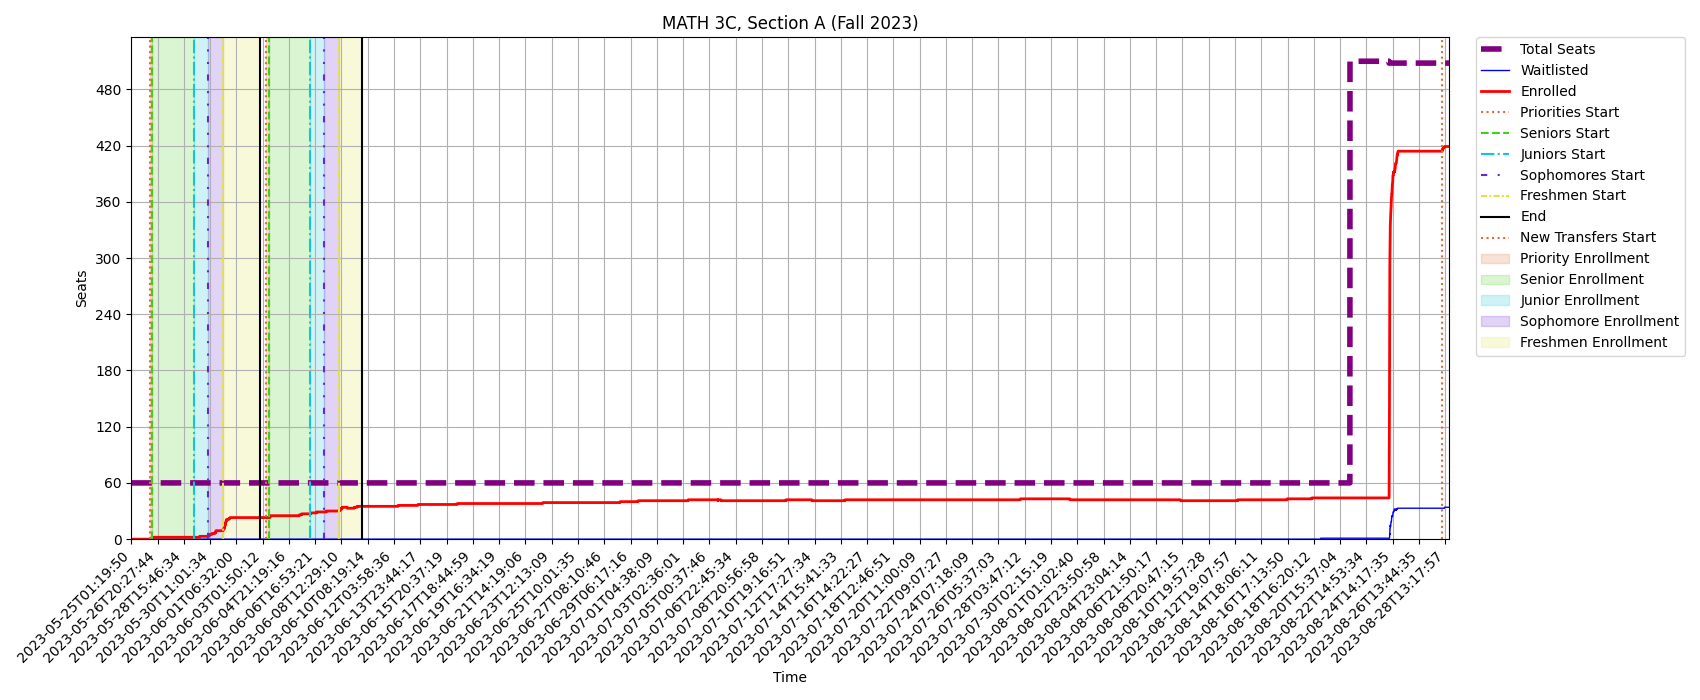 MATH 3C, Section A (Fall 2023)
Seats
480
420
360
300
240
180
120
60
0
2023-05-25T01:19:50
2023-05-26T20:27:44
2023-05-28T15:46:34
2023-05-30T11:01:34
2023-06-01T06:32:00
2023-06-03T01:50:12
2023-06-04T21:19:16
2023-06-06T16:53:21
2023-06-08T12:29:10
2023-06-10T08:19:14
2023-06-12T03:58:36
2023-06-13T23:44:17
2023-06-15T20:37:19
2023-06-17T18:44:59
2023-06-19T16:34:19
2023-06-21T14:19:06
2023-06-23T12:13:09
2023-06-25T10:01:35
2023-06-27T08:10:46
2023-06-29T06:17:16
2023-07-01T04:38:09
2023-07-03T02:36:01
2023-07-05T00:37:46
2023-07-06T22:45:34
2023-07-08T20:56:58
2023-07-10T19:16:51
2023-07-12T17:27:34
2023-07-14T15:41:33
2023-07-16T14:22:27
2023-07-18T12:46:51
2023-07-20T11:00:09
2023-07-22T09:07:27
2023-07-24T07:18:09
2023-07-26T05:37:03
2023-07-28T03:47:12
2023-07-30T02:15:19
2023-08-01T01:02:40
2023-08-02T23:50:58
2023-08-04T23:04:14
2023-08-06T21:50:17
2023-08-08T20:47:15
2023-08-10T19:57:28
2023-08-12T19:07:57
2023-08-14T18:06:11
2023-08-16T17:13:50
2023-08-18T16:20:12
2023-08-20T15:37:04
2023-08-22T14:53:34
2023-08-24T14:17:35
2023-08-26T13:44:35
2023-08-28T13:17:57
Time
Total Seats
Waitlisted
Enrolled
Priorities Start
Seniors Start
Juniors Start
Sophomores Start
Freshmen Start
End
New Transfers Start
Priority Enrollment
Senior Enrollment
Junior Enrollment
Sophomore Enrollment
Freshmen Enrollment